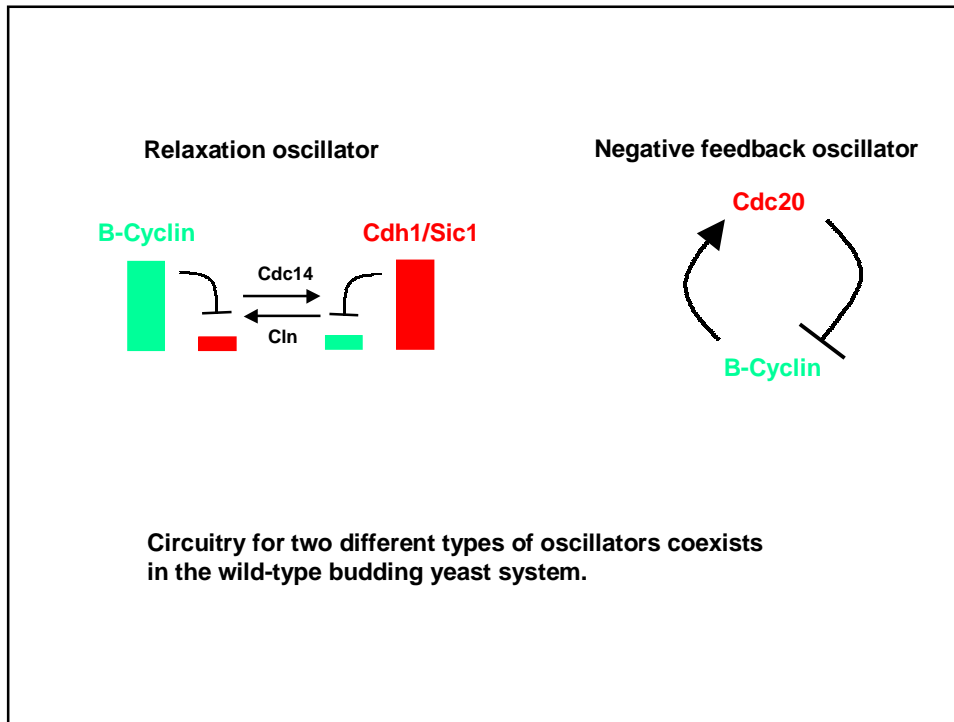 Relaxation oscillator
Negative feedback oscillator
B-Cyclin
Cdh1/Sic1
Cdc14
Cln
Cdc20
B-Cyclin
Circuitry for two different types of oscillators coexists
in the wild-type budding yeast system.